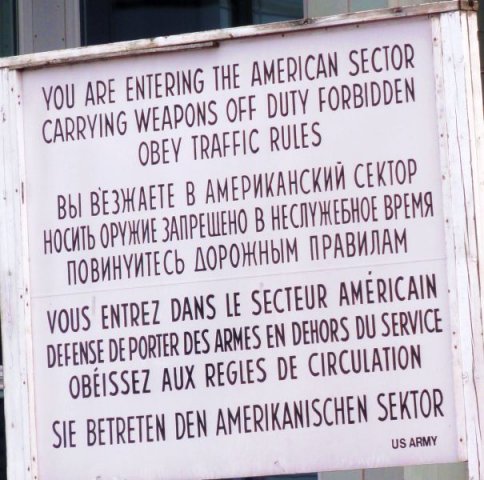 YOU ARE ENTERING THE AMERICAN SECTOR
CARRYING WEAPONS OFF DUTY FORBIDDEN
OBEY TRAFFIC RULES
ВЫ В'ЕЗЖАЕТЕ В АМЕРИКАНСКИЙ СЕКТОР
НОСИТЬ ОРУЖИЕ ЗАПРЕЩЕНО В НЕСЛУЖЕБНОЕ ВРЕМЯ
ПОВИНУЙТЕСЬ ДОРОЖНЫМ ПРАВИЛАМ
VOUS ENTREZ DANS LE SECTEUR AMÉRICAIN
DEFENSE DE PORTER DES ARMES EN DEHORS DU SERVICE
OBÉISSEZ AUX REGLES DE CIRCULATION
SIE BETRETEN DEN AMERIKANISCHEN SEKTOR
US ARMY